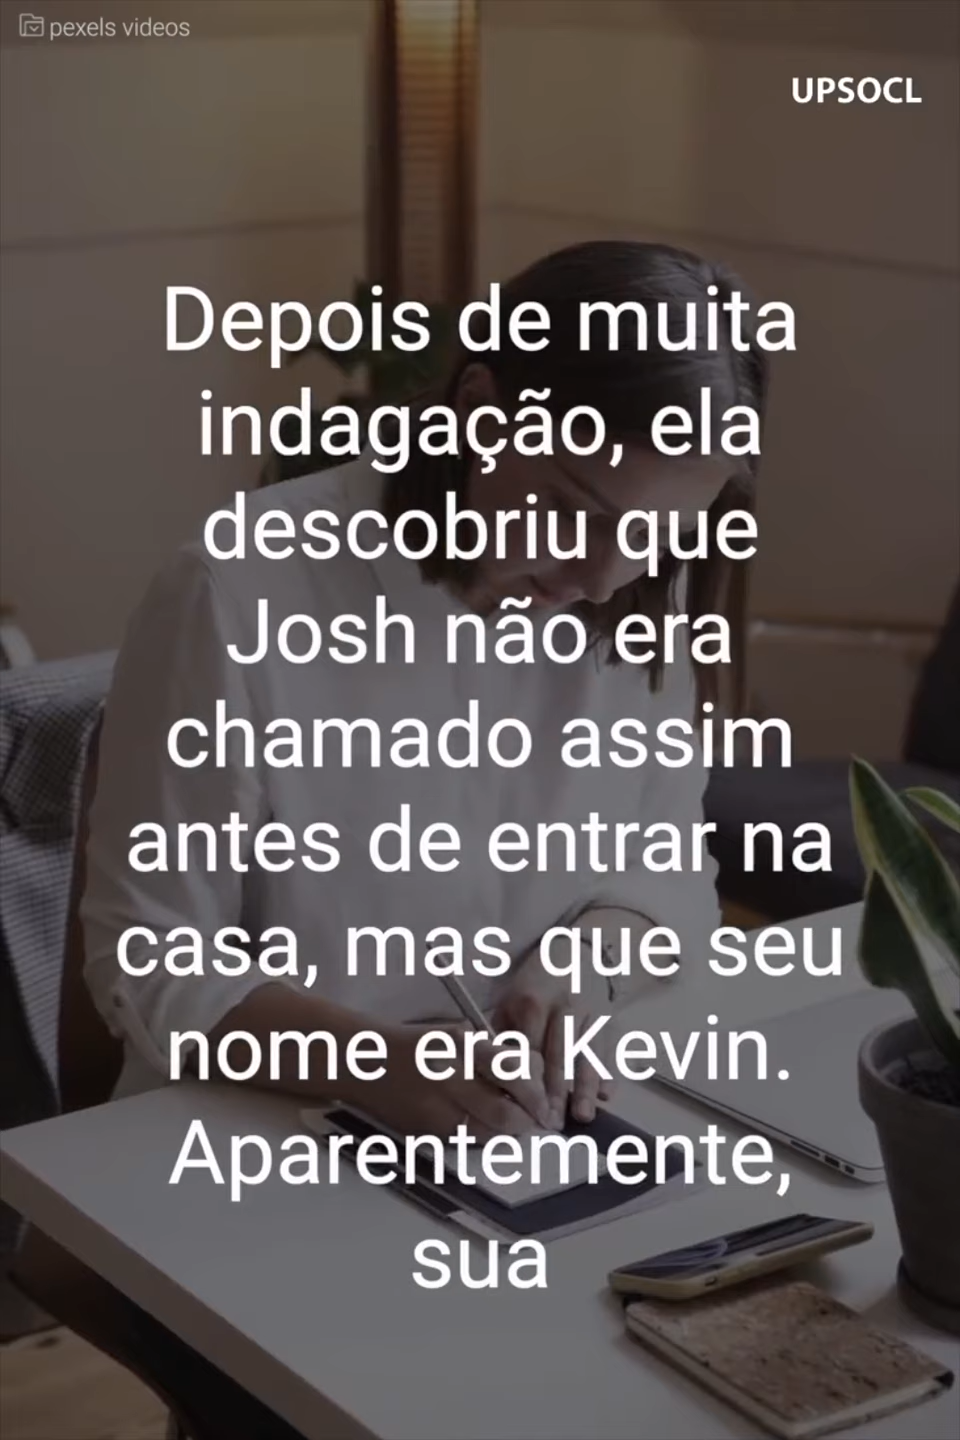 pexels videos
UPSOCL
Depois de muita
indagação, ela
descobriu que
Josh não era
chamado assim
antes de entrar na
casa, mas que seu
nome era Kevin.
Aparentemente,
sua